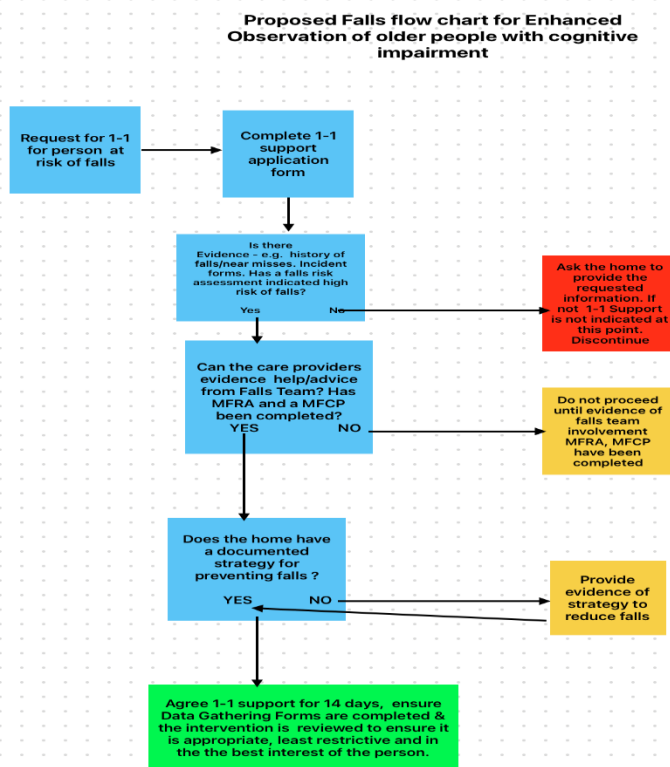 Proposed Falls flow chart for Enhanced
Observation of older people with cognitive
impairment
Request for 1-1
for person at
risk of falls
Complete 1-1
support
application
form
Is there
Evidence - e.g. history of
falls/near misses. Incident
forms. Has a falls risk
assessment indicated high
risk of falls?
Yes No
Ask the home to
provide the
requested
information. If
not 1-1 Support
is not indicated at
this point.
Discontinue
Can the care providers
evidence help/advice
from Falls Team? Has
MFRA and a MFCP
been completed?
YES NO
Do not proceed
until evidence of
falls team
involvement
MFRA, MFCP
have been
completed
Does the home have
a documented
strategy for
preventing falls ?
YES NO
Provide
evidence of
strategy to
reduce falls
Agree 1-1 support for 14 days, ensure
Data Gathering Forms are completed &
the intervention is reviewed to ensure it
is appropriate, least restrictive and in
the the best interest of the person.